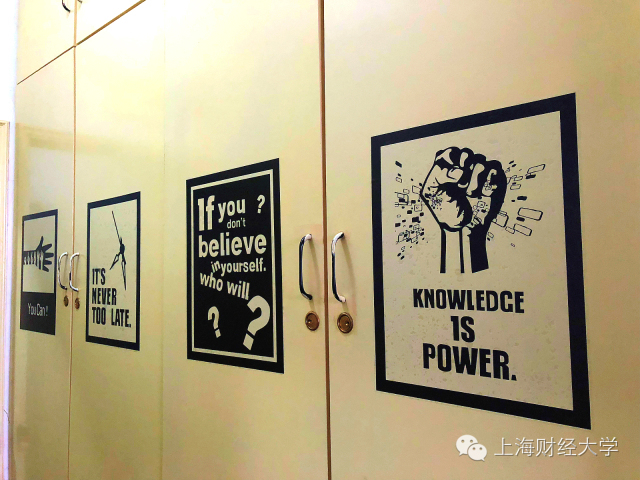 You Can!
IT'S
NEVER
TOO LATE.
If you ?
don't
believe
in yourself.
who will
? ?
KNOWLEDGE
1S
POWER.
上海财经大学